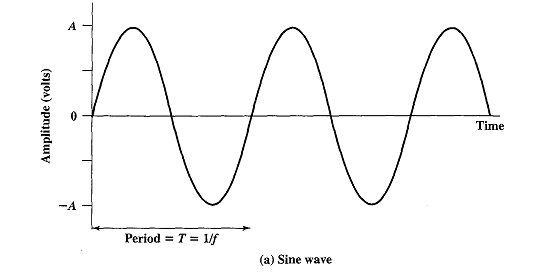 A
Amplitude (volts)
0
Time
−A
Period = T = 1/f
(a) Sine wave